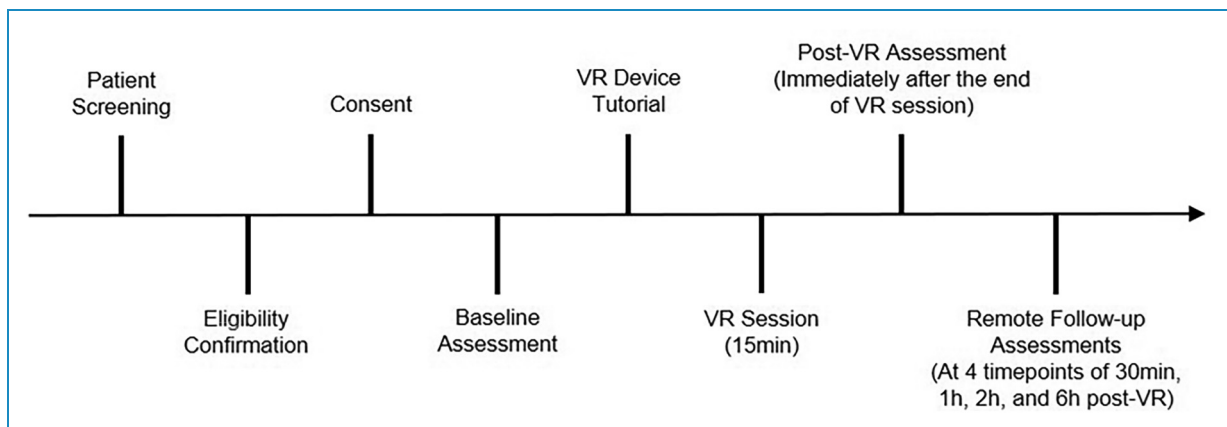 Patient
Screening
Eligibility
Confirmation
Consent
Baseline
Assessment
VR Device
Tutorial
VR Session
(15min)
Post-VR Assessment
(Immediately after the end
of VR session)
Remote Follow-up
Assessments
(At 4 timepoints of 30min,
1h, 2h, and 6h post-VR)